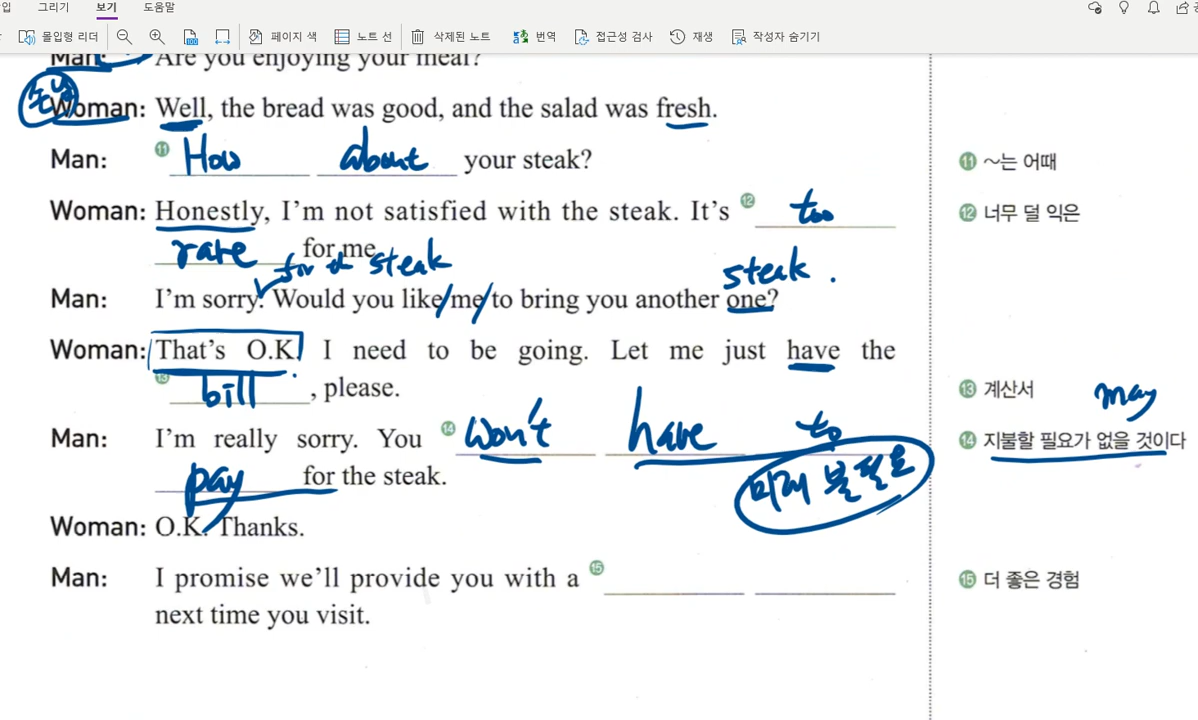 입 그리기 보기 도움말
몰입형 리더 페이지 색 노트 선 삭제된 노트 번역 접근성 검사 재생 작성자 숨기기
Man: Are you enjoying your meal?
손님
Woman: Well, the bread was good, and the salad was fresh.
Man: ⑪ How about your steak? ⑪ ~는 어때
Woman: Honestly, I'm not satisfied with the steak. It's ⑫ too ⑫ 너무 덜 익은
rare for me
steak steak.
Man: I'm sorry. Would you like/me/to bring you another one?
Woman: That's O.K. I need to be going. Let me just have the
⑬ bill, please. ⑬ 계산서 may
Man: I'm really sorry. You ⑭ won't have to ⑭ 지불할 필요가 없을 것이다
pay for the steak. 미래 불필요
Woman: O.K. Thanks.
Man: I promise we'll provide you with a ⑮ ⑮ 더 좋은 경험
next time you visit.